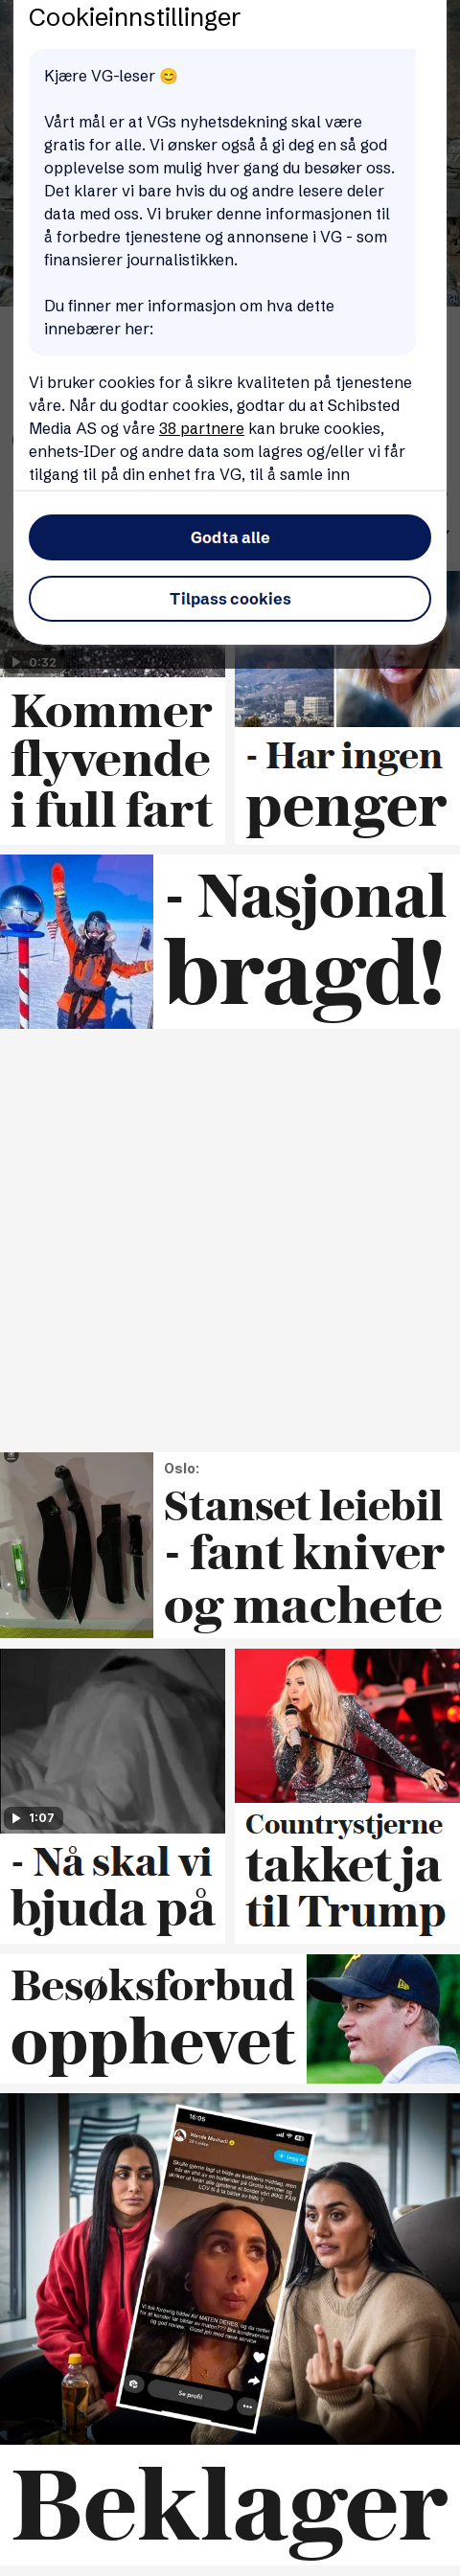 Cookieinnstillinger
Kjære VG-leser 😊
Vårt mål er at VGs nyhetsdekning skal være
gratis for alle. Vi ønsker også å gi deg en så god
opplevelse som mulig hver gang du besøker oss.
Det klarer vi bare hvis du og andre lesere deler
data med oss. Vi bruker denne informasjonen til
å forbedre tjenestene og annonsene i VG - som
finansierer journalistikken.
Du finner mer informasjon om hva dette
innebærer her:
Vi bruker cookies for å sikre kvaliteten på tjenestene
våre. Når du godtar cookies, godtar du at Schibsted
Media AS og våre 38 partnere kan bruke cookies,
enhets-IDer og andre data som lagres og/eller vi får
tilgang til på din enhet fra VG, til å samle inn
Godta alle
Tilpass cookies
0:32
Kommer
flyvende
i full fart
- Har ingen
penger
- Nasjonal
bragd!
Oslo:
Stanset leiebil
- fant kniver
og machete
1:07
- Nå skal vi
bjuda på
Countrystjerne
takket ja
til Trump
Besøksforbud
opphevet
16:05
Se profil
Beklager